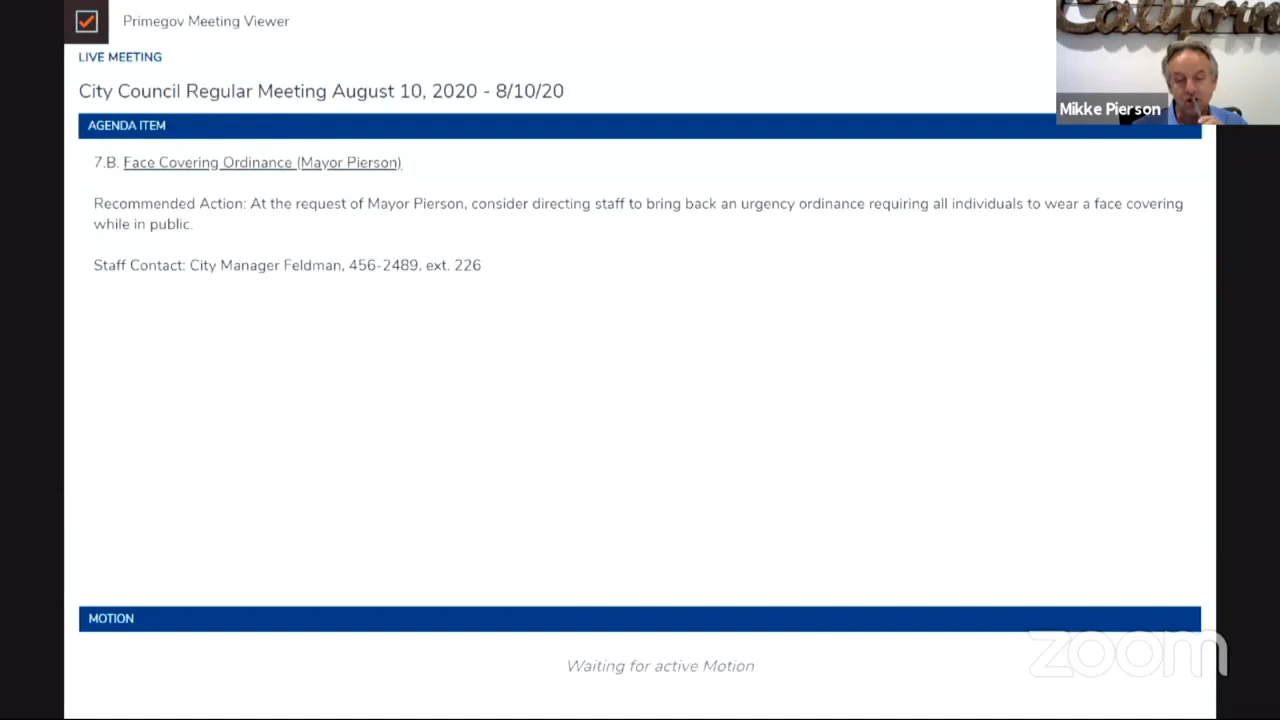 Primegov Meeting Viewer
Californ
LIVE MEETING
City Council Regular Meeting August 10, 2020 - 8/10/20
Mikke Pierson
AGENDA ITEM
7.B. Face Covering Ordinance (Mayor Pierson)
Recommended Action: At the request of Mayor Pierson, consider directing staff to bring back an urgency ordinance requiring all individuals to wear a face covering
while in public.
Staff Contact: City Manager Feldman, 456-2489, ext. 226
MOTION
Waiting for active Motion
zoom